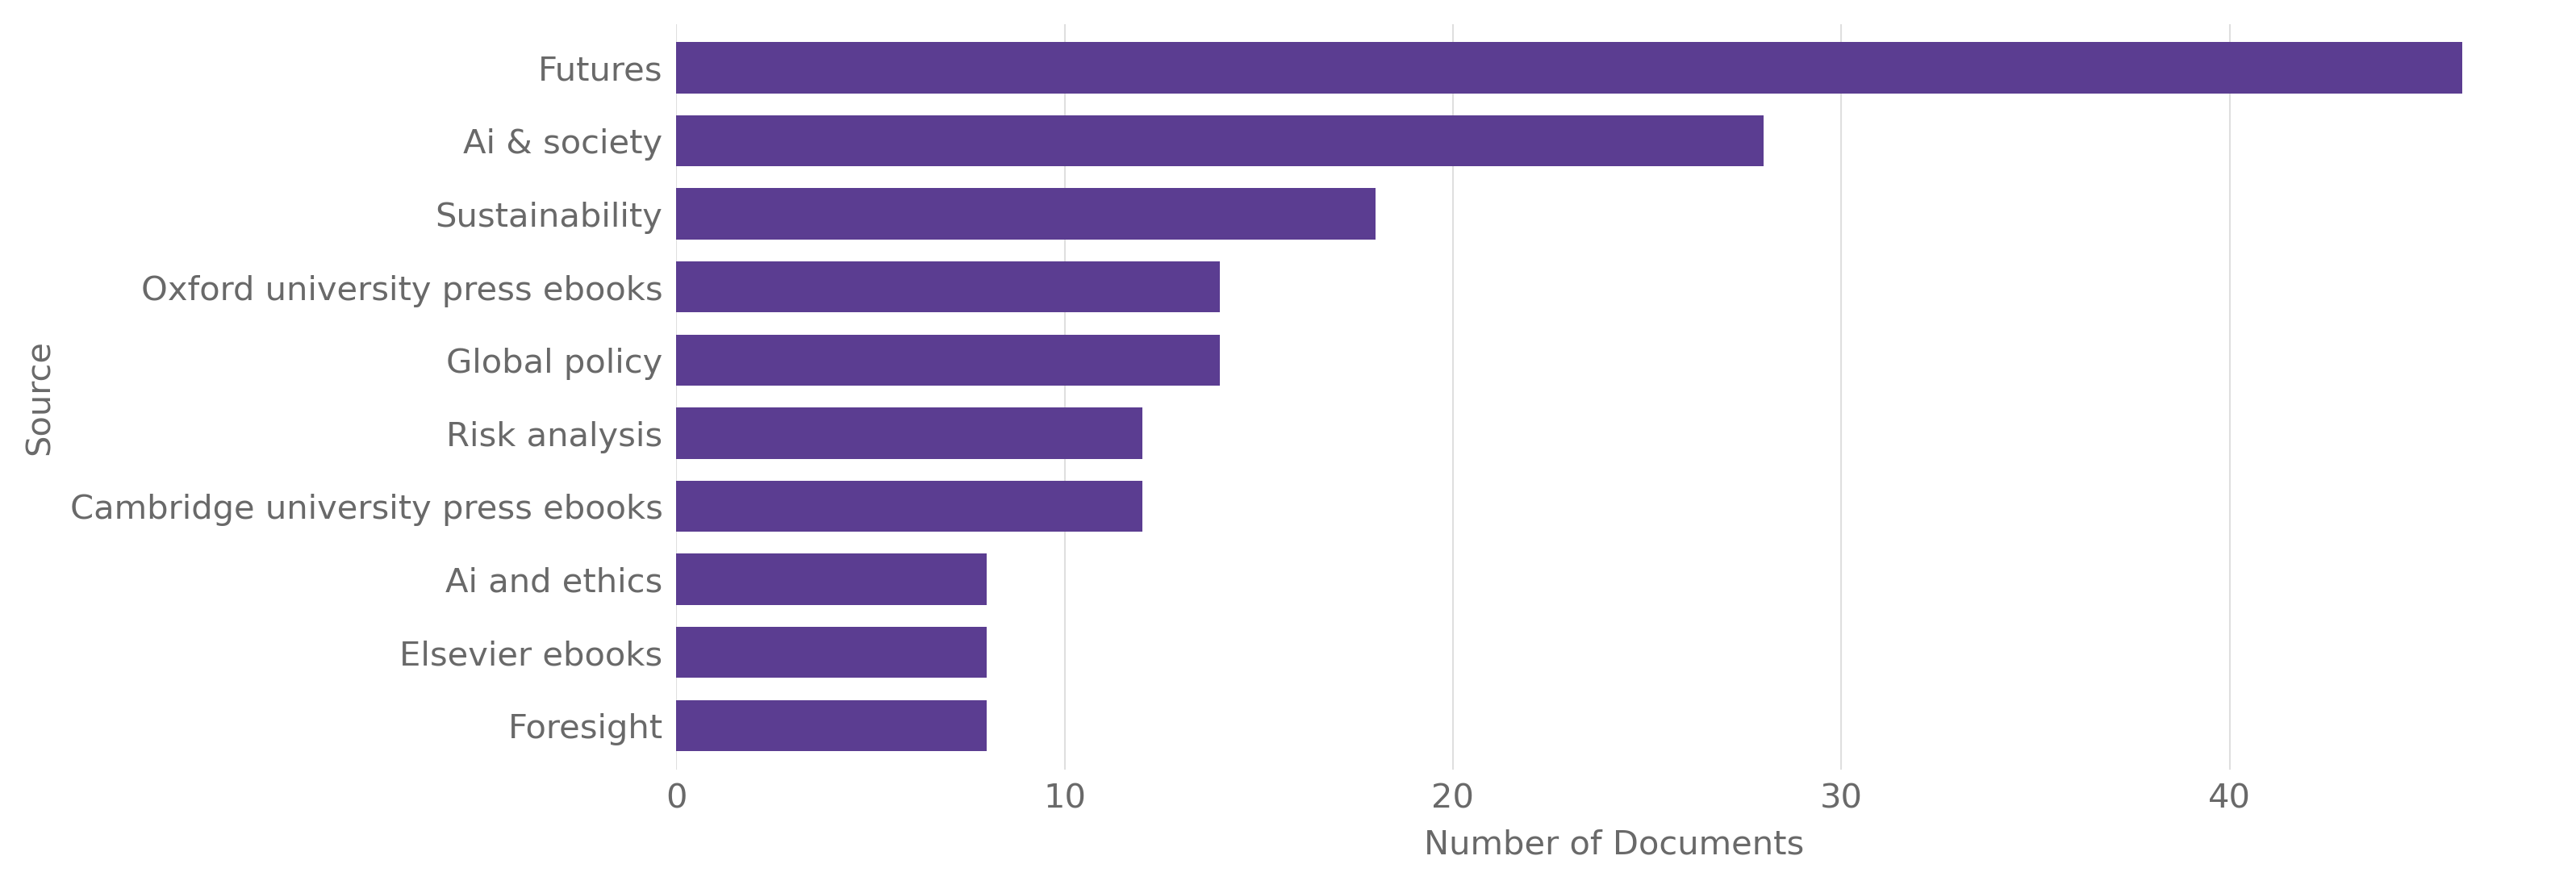 Futures
Ai & society
Sustainability
Oxford university press ebooks
Global policy
Risk analysis
Cambridge university press ebooks
Ai and ethics
Elsevier ebooks
Foresight
Source
0 10 20 30 40
Number of Documents